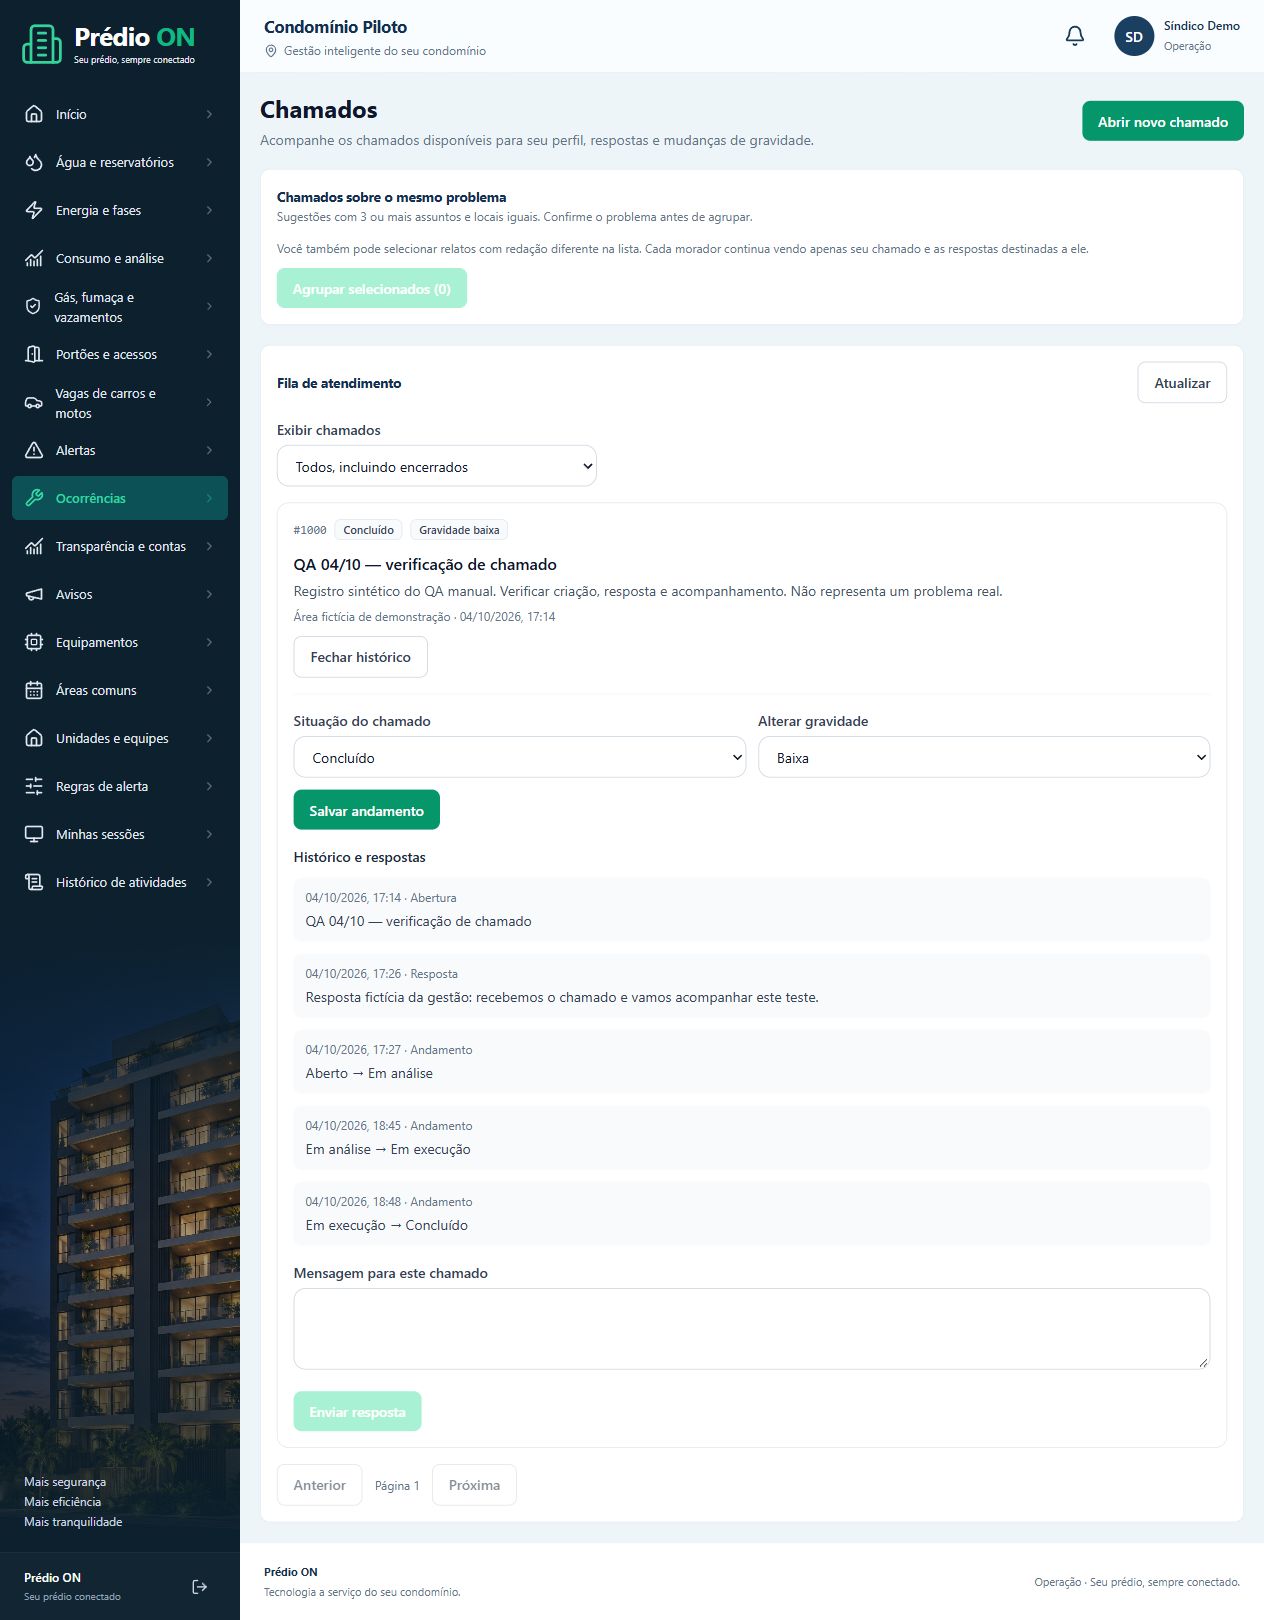 Prédio ON
Seu prédio, sempre conectado
Início
Água e reservatórios
Energia e fases
Consumo e análise
Gás, fumaça e
vazamentos
Portões e acessos
Vagas de carros e
motos
Alertas
Ocorrências
Transparência e contas
Avisos
Equipamentos
Áreas comuns
Unidades e equipes
Regras de alerta
Minhas sessões
Histórico de atividades
Mais segurança
Mais eficiência
Mais tranquilidade
Prédio ON
Seu prédio conectado
Condomínio Piloto
Gestão inteligente do seu condomínio
SD
Síndico Demo
Operação
Chamados
Acompanhe os chamados disponíveis para seu perfil, respostas e mudanças de gravidade.
Abrir novo chamado
Chamados sobre o mesmo problema
Sugestões com 3 ou mais assuntos e locais iguais. Confirme o problema antes de agrupar.
Você também pode selecionar relatos com redação diferente na lista. Cada morador continua vendo apenas seu chamado e as respostas destinadas a ele.
Agrupar selecionados (0)
Fila de atendimento
Atualizar
Exibir chamados
Todos, incluindo encerrados
#1000 Concluído Gravidade baixa
QA 04/10 — verificação de chamado
Registro sintético do QA manual. Verificar criação, resposta e acompanhamento. Não representa um problema real.
Área fictícia de demonstração · 04/10/2026, 17:14
Fechar histórico
Situação do chamado
Concluído
Alterar gravidade
Baixa
Salvar andamento
Histórico e respostas
04/10/2026, 17:14 · Abertura
QA 04/10 — verificação de chamado
04/10/2026, 17:26 · Resposta
Resposta fictícia da gestão: recebemos o chamado e vamos acompanhar este teste.
04/10/2026, 17:27 · Andamento
Aberto → Em análise
04/10/2026, 18:45 · Andamento
Em análise → Em execução
04/10/2026, 18:48 · Andamento
Em execução → Concluído
Mensagem para este chamado
Enviar resposta
Anterior Página 1 Próxima
Prédio ON
Tecnologia a serviço do seu condomínio.
Operação · Seu prédio, sempre conectado.